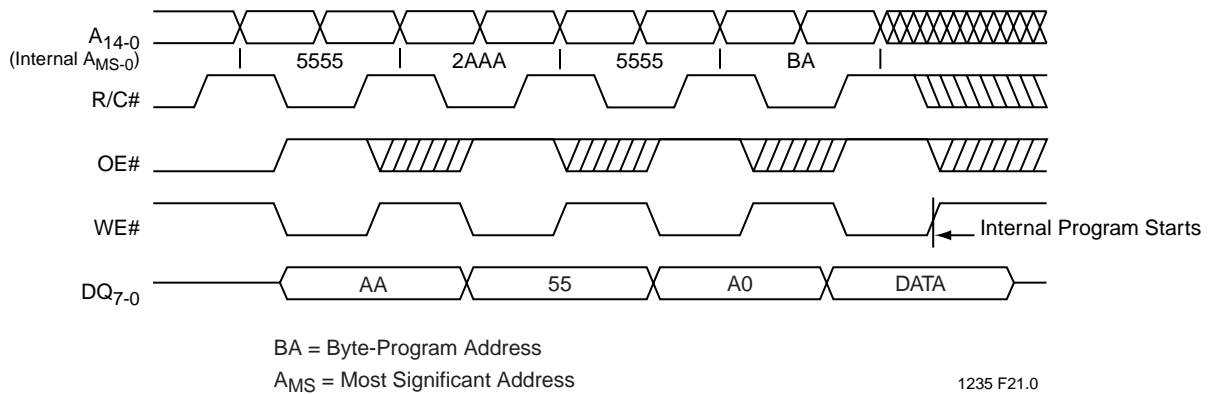 A14-0
(Internal AMS-0)
5555 2AAA 5555 BA
R/C#
OE#
WE#
Internal Program Starts
DQ7-0
AA 55 A0 DATA
BA = Byte-Program Address
AMS = Most Significant Address
1235 F21.0